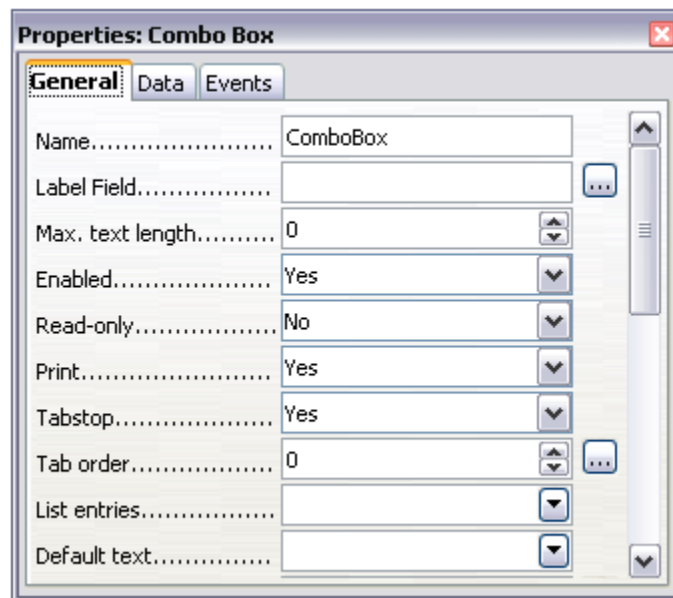 Properties: Combo Box
General Data Events
Name....................... ComboBox
Label Field.................
Max. text length.......... 0
Enabled..................... Yes
Read-only.................. No
Print........................ Yes
Tabstop.................... Yes
Tab order.................. 0
List entries.................
Default text...............